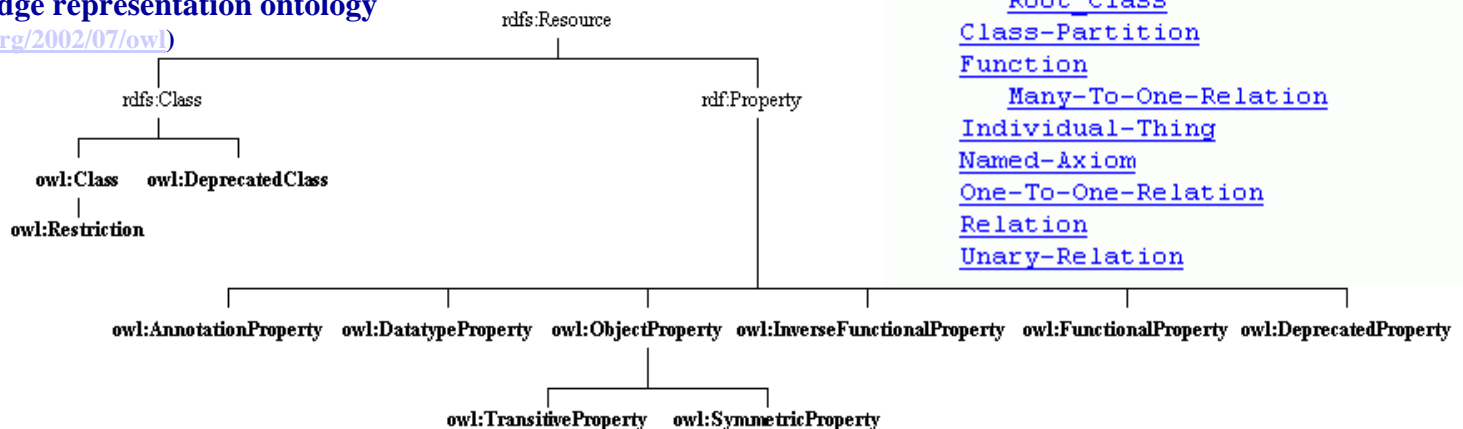 edge representation ontology
rg/2002/07/owl)
rdfs:Resource
rdfs:Class
rdf:Property
owl:Class
owl:DeprecatedClass
owl:Restriction
owl:AnnotationProperty
owl:DatatypeProperty
owl:ObjectProperty
owl:InverseFunctionalProperty
owl:FunctionalProperty
owl:DeprecatedProperty
owl:TransitiveProperty
owl:SymmetricProperty
Root_Class
Class-Partition
Function
Many-To-One-Relation
Individual-Thing
Named-Axiom
One-To-One-Relation
Relation
Unary-Relation